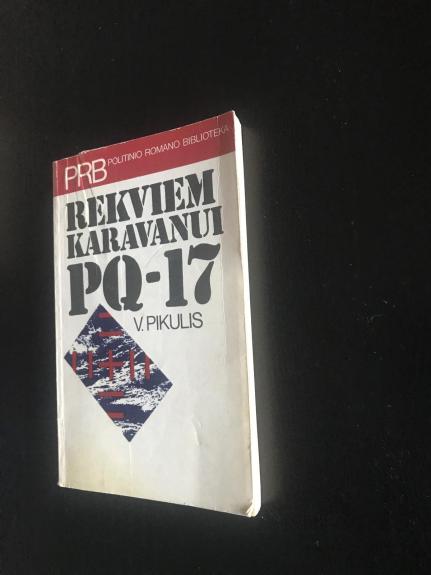 PRB POLITINIO ROMANO BIBLIOTEKA
REKVIEM
KARAVANUI
PQ-17
V. PIKULIS